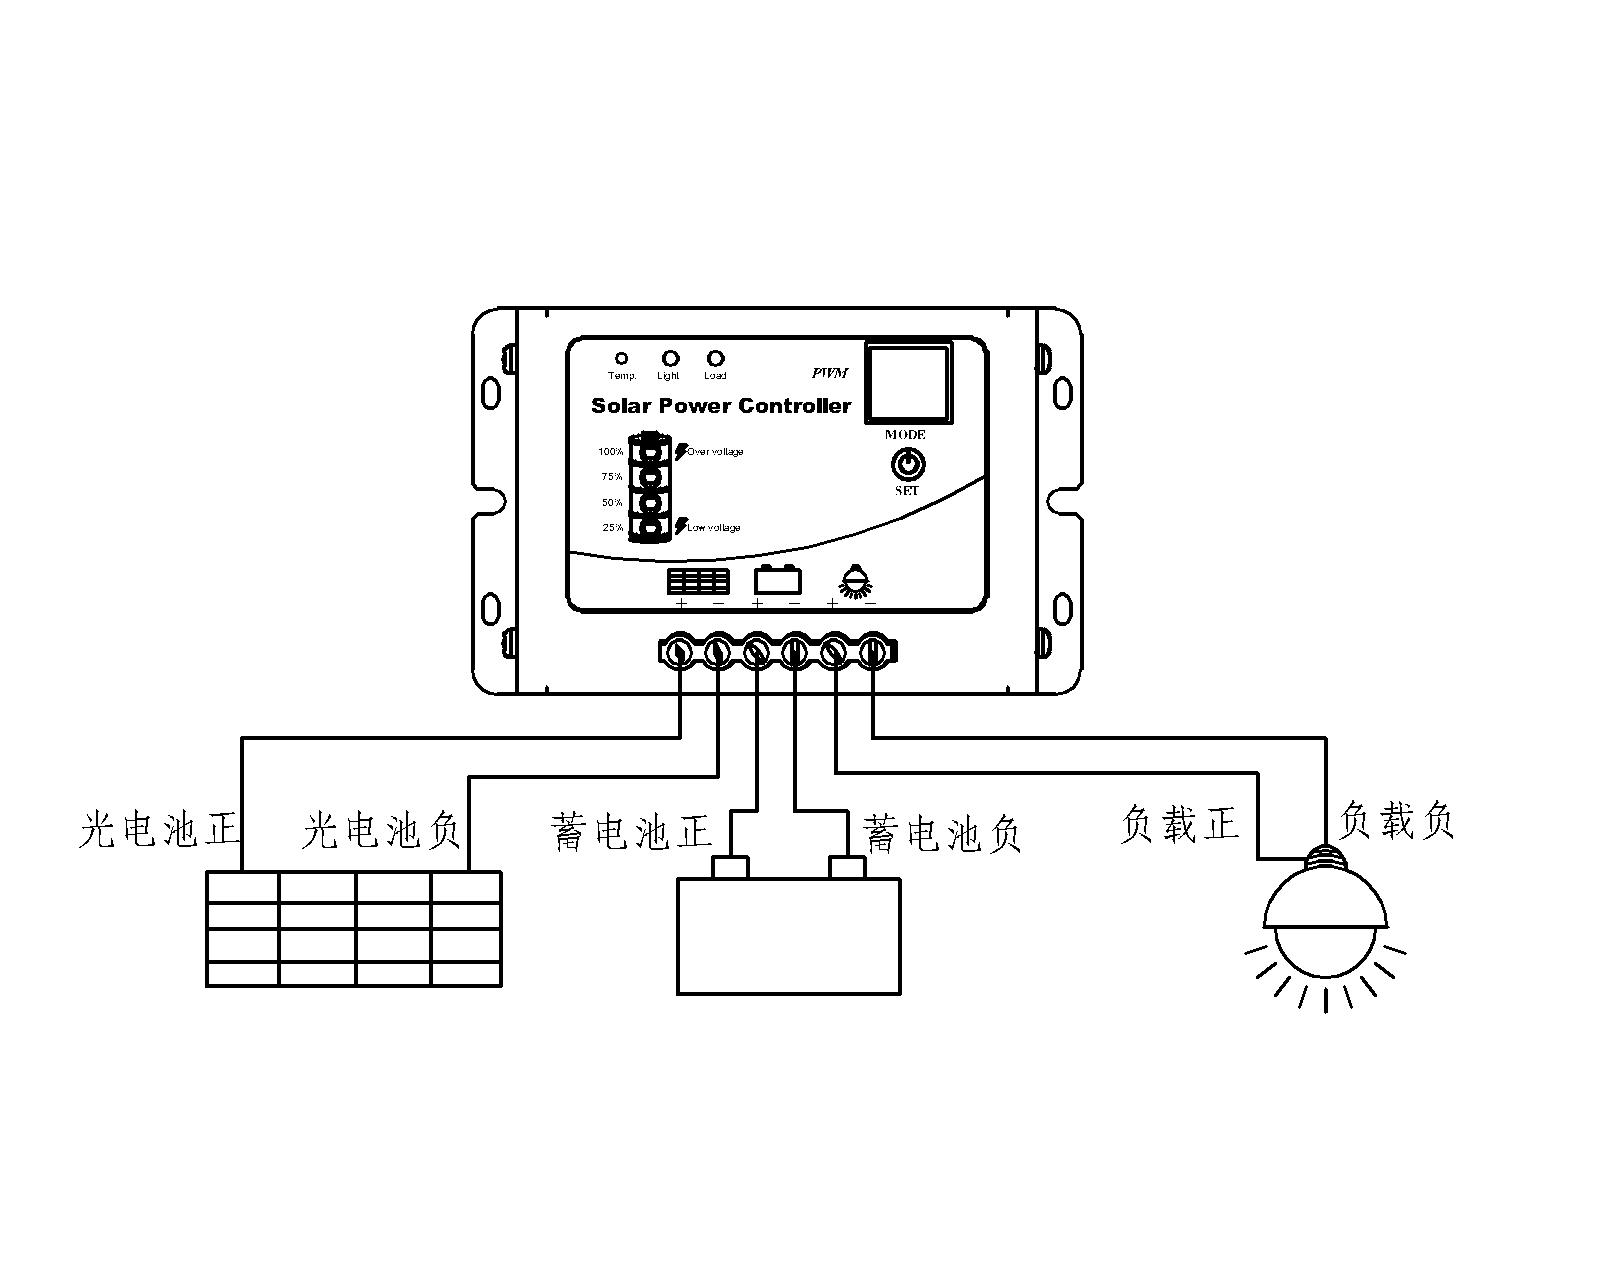 Temp. Light Load
PWM
Solar Power Controller
MODE
100% Over voltage
75%
SET
50%
25% Low voltage
+ − + − + −
光电池正 光电池负 蓄电池正 蓄电池负 负载正 负载负